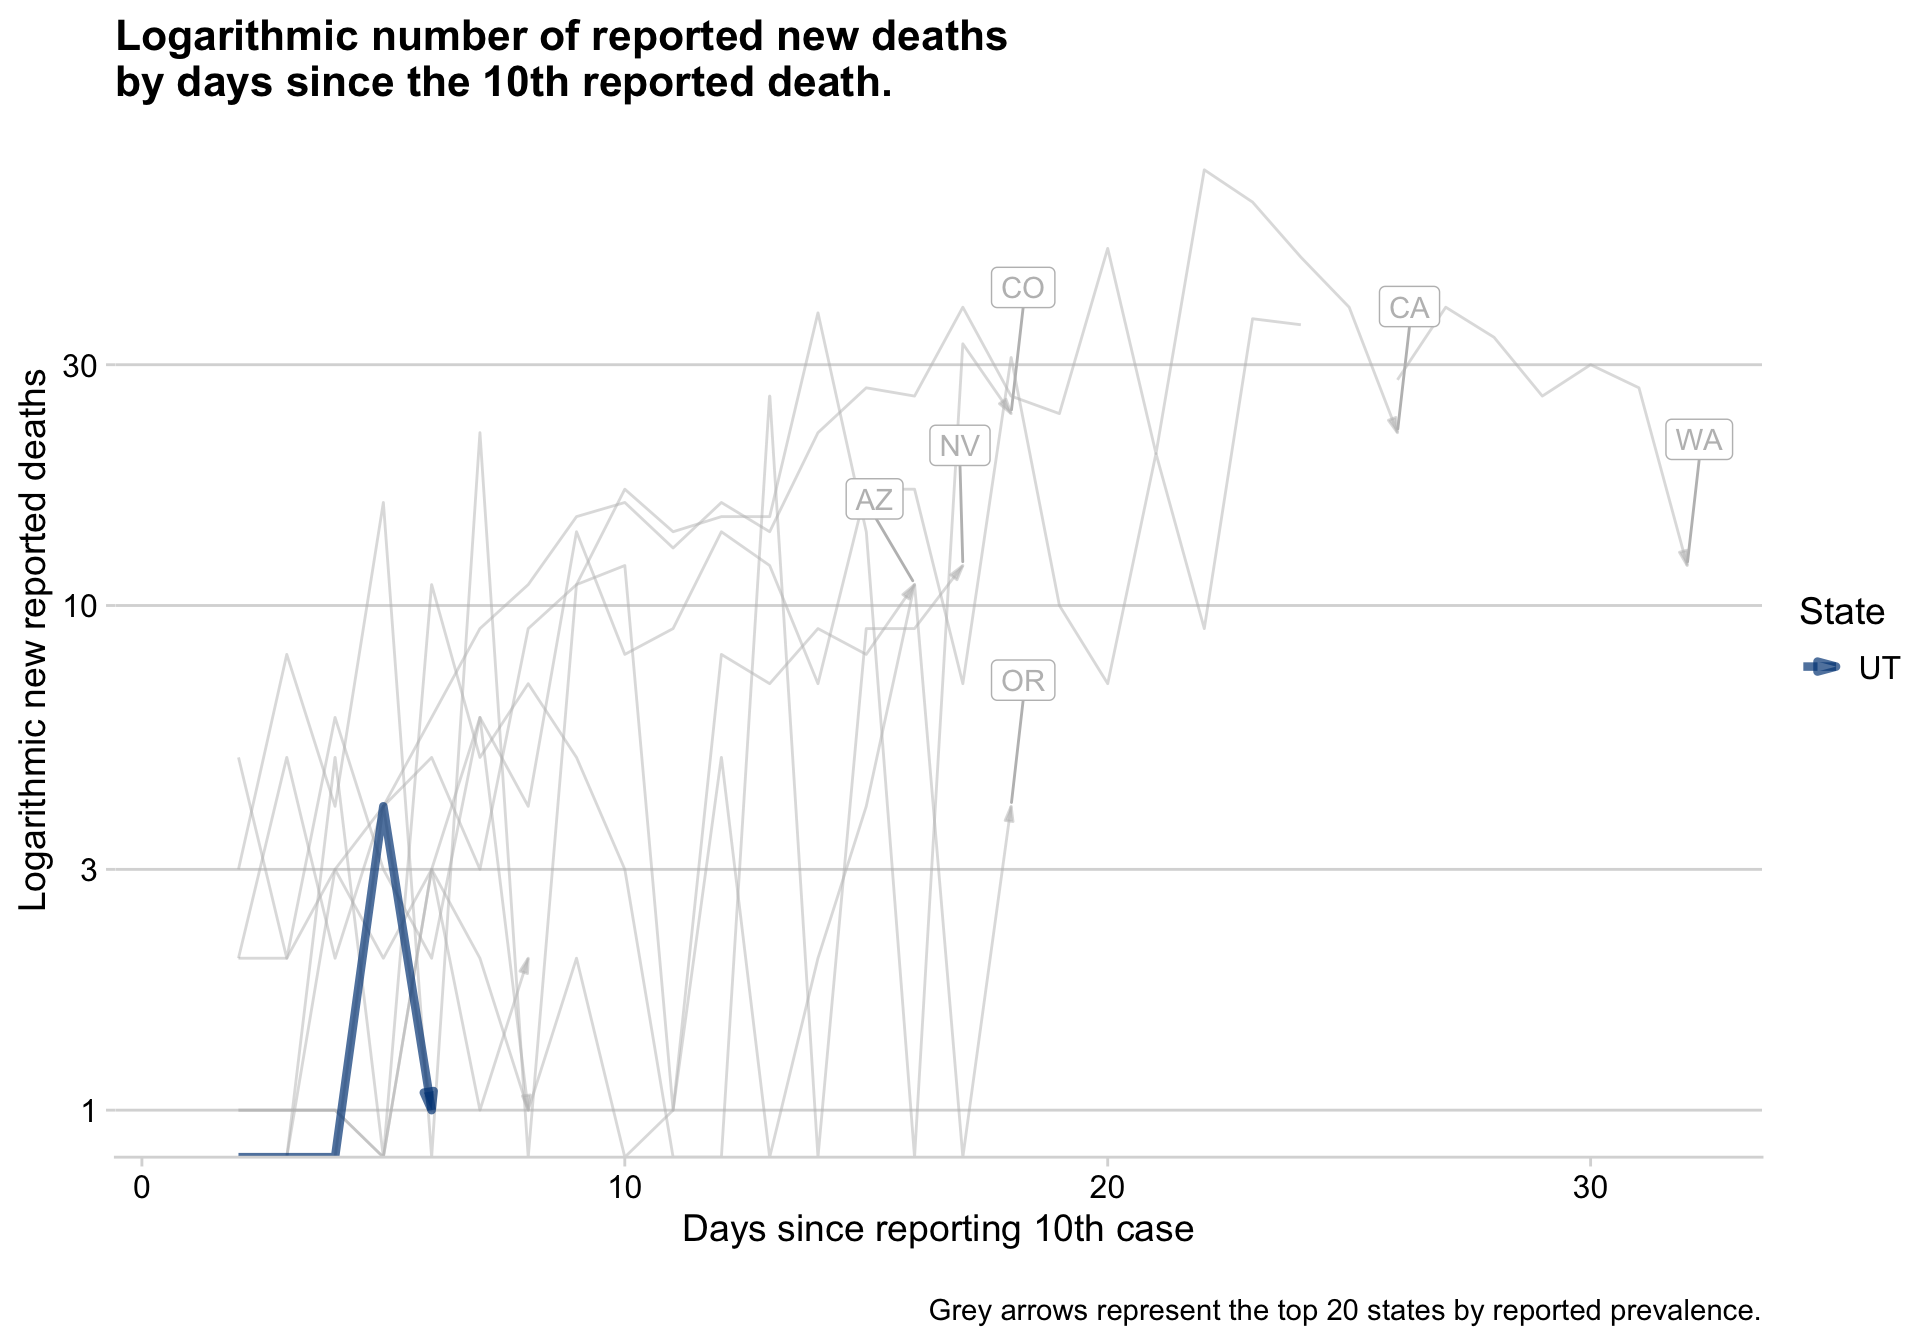 Logarithmic number of reported new deaths
by days since the 10th reported death.
CO
CA
30
NV
WA
AZ
10
OR
3
1
Logarithmic new reported deaths
State
UT
0 10 20 30
Days since reporting 10th case
Grey arrows represent the top 20 states by reported prevalence.